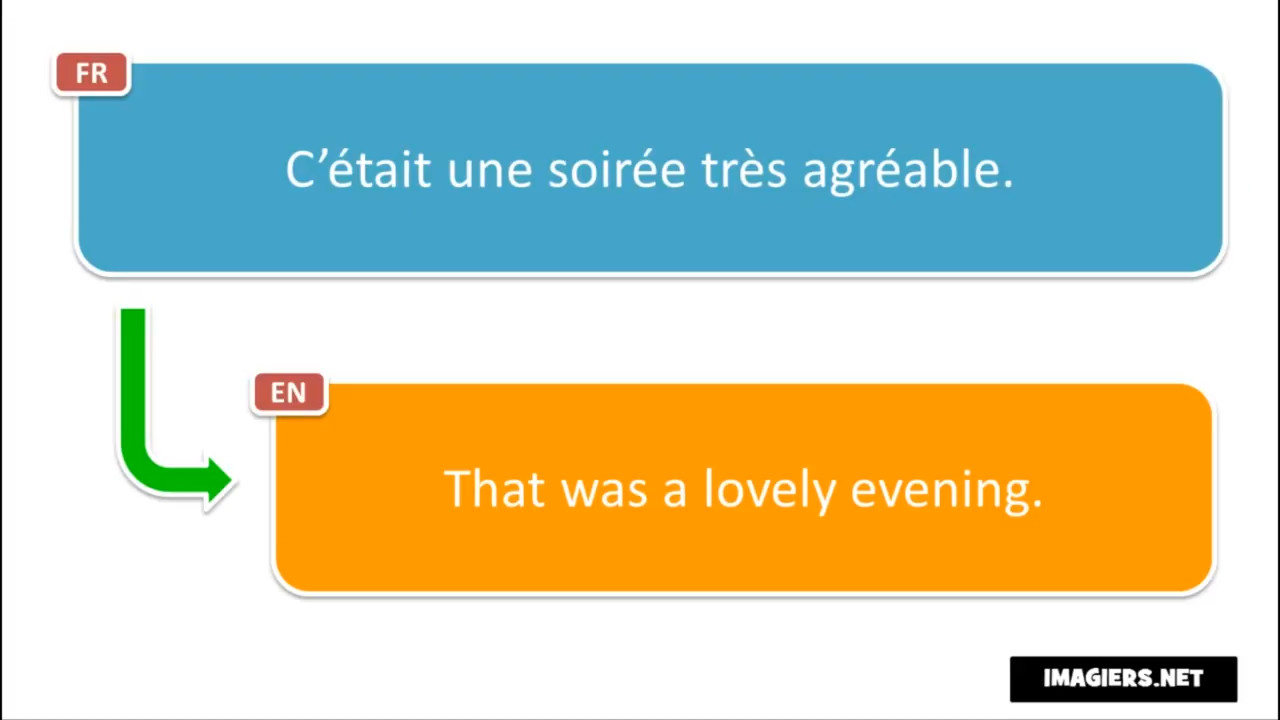 FR
C’était une soirée très agréable.
EN
That was a lovely evening.
IMAGIERS.NET